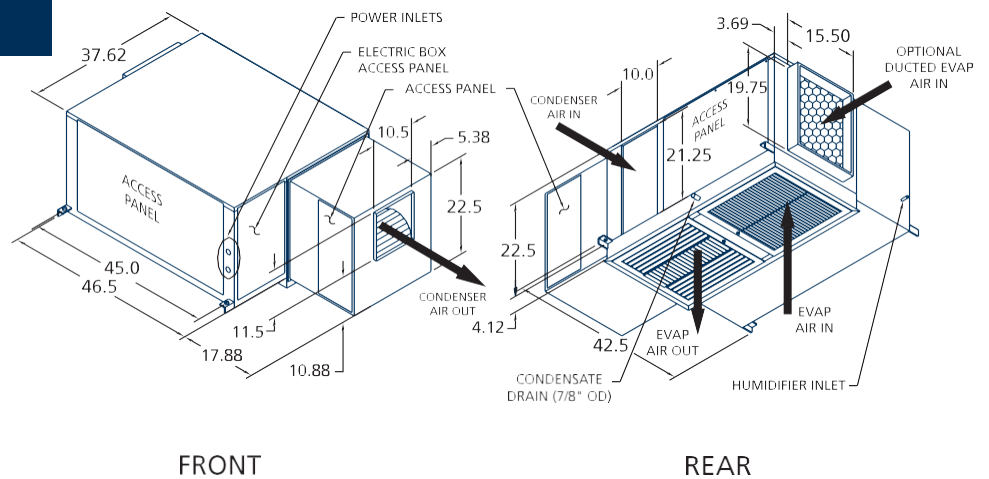 POWER INLETS
37.62
ELECTRIC BOX
ACCESS PANEL
ACCESS PANEL
10.5
5.38
ACCESS
PANEL
22.5
45.0
46.5
CONDENSER
AIR OUT
11.5
17.88
10.88
FRONT
3.69
15.50
OPTIONAL
DUCTED EVAP
AIR IN
10.0
19.75
CONDENSER
AIR IN
ACCESS
PANEL
21.25
22.5
4.12
42.5
EVAP
AIR OUT
EVAP
AIR IN
CONDENSATE
DRAIN (7/8" OD)
HUMIDIFIER INLET
REAR